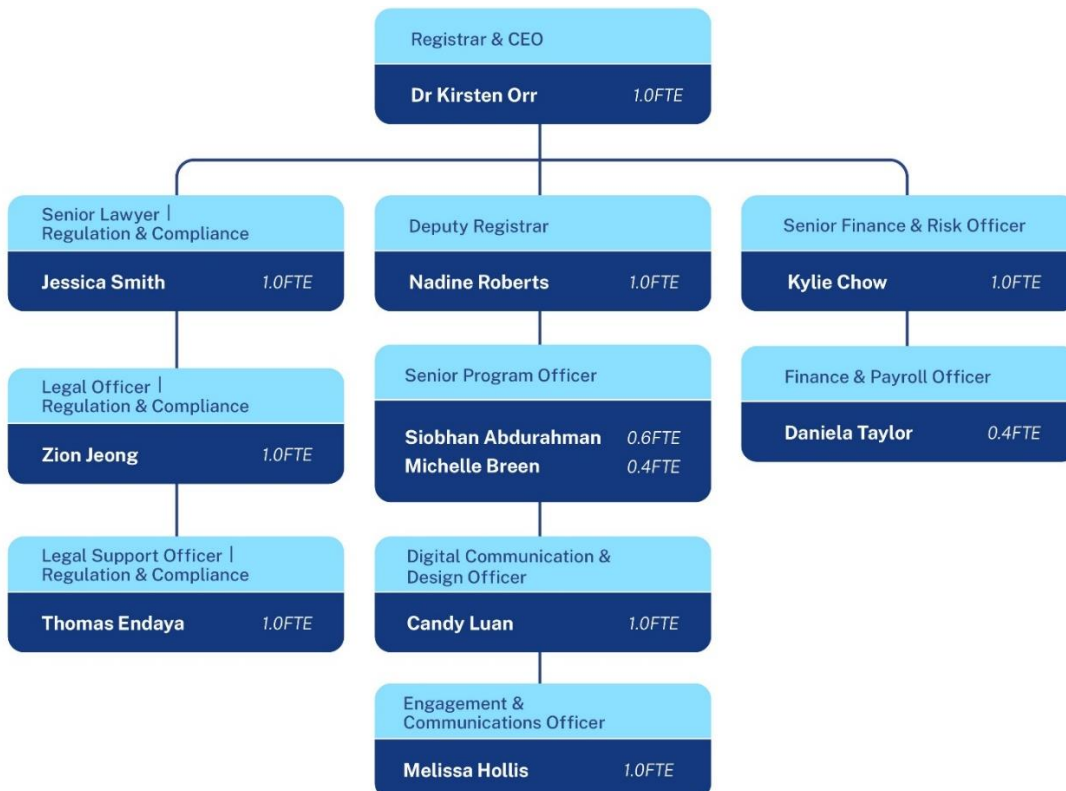 Registrar & CEO
Dr Kirsten Orr 1.0FTE
Senior Lawyer |
Regulation & Compliance
Jessica Smith 1.0FTE
Legal Officer |
Regulation & Compliance
Zion Jeong 1.0FTE
Legal Support Officer |
Regulation & Compliance
Thomas Endaya 1.0FTE
Deputy Registrar
Nadine Roberts 1.0FTE
Senior Program Officer
Siobhan Abdurahman 0.6FTE
Michelle Breen 0.4FTE
Digital Communication &
Design Officer
Candy Luan 1.0FTE
Engagement &
Communications Officer
Melissa Hollis 1.0FTE
Senior Finance & Risk Officer
Kylie Chow 1.0FTE
Finance & Payroll Officer
Daniela Taylor 0.4FTE